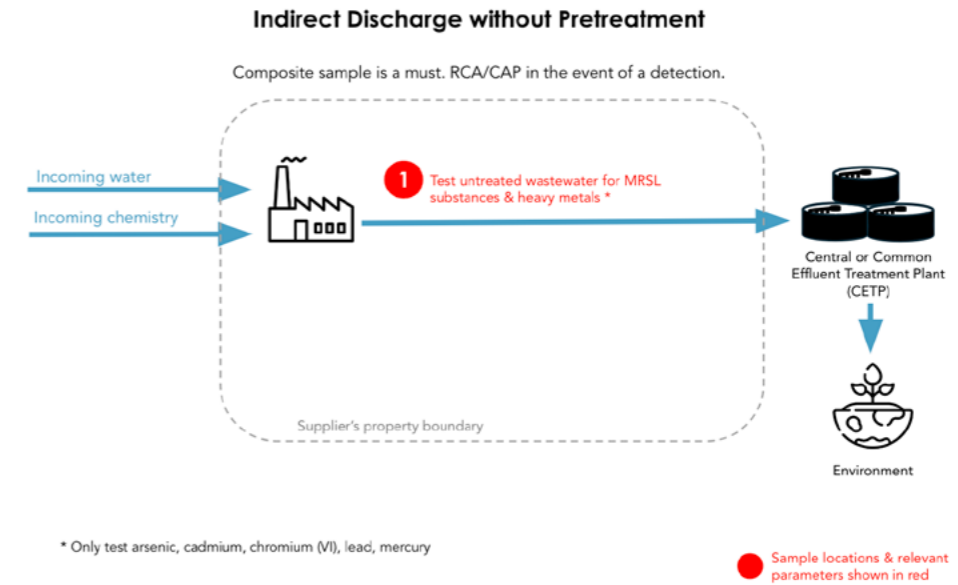 Indirect Discharge without Pretreatment
Composite sample is a must. RCA/CAP in the event of a detection.
Incoming water
Incoming chemistry
1
Test untreated wastewater for MRSL
substances & heavy metals *
Central or Common
Effluent Treatment Plant
(CETP)
Supplier's property boundary
Environment
* Only test arsenic, cadmium, chromium (VI), lead, mercury
Sample locations & relevant
parameters shown in red